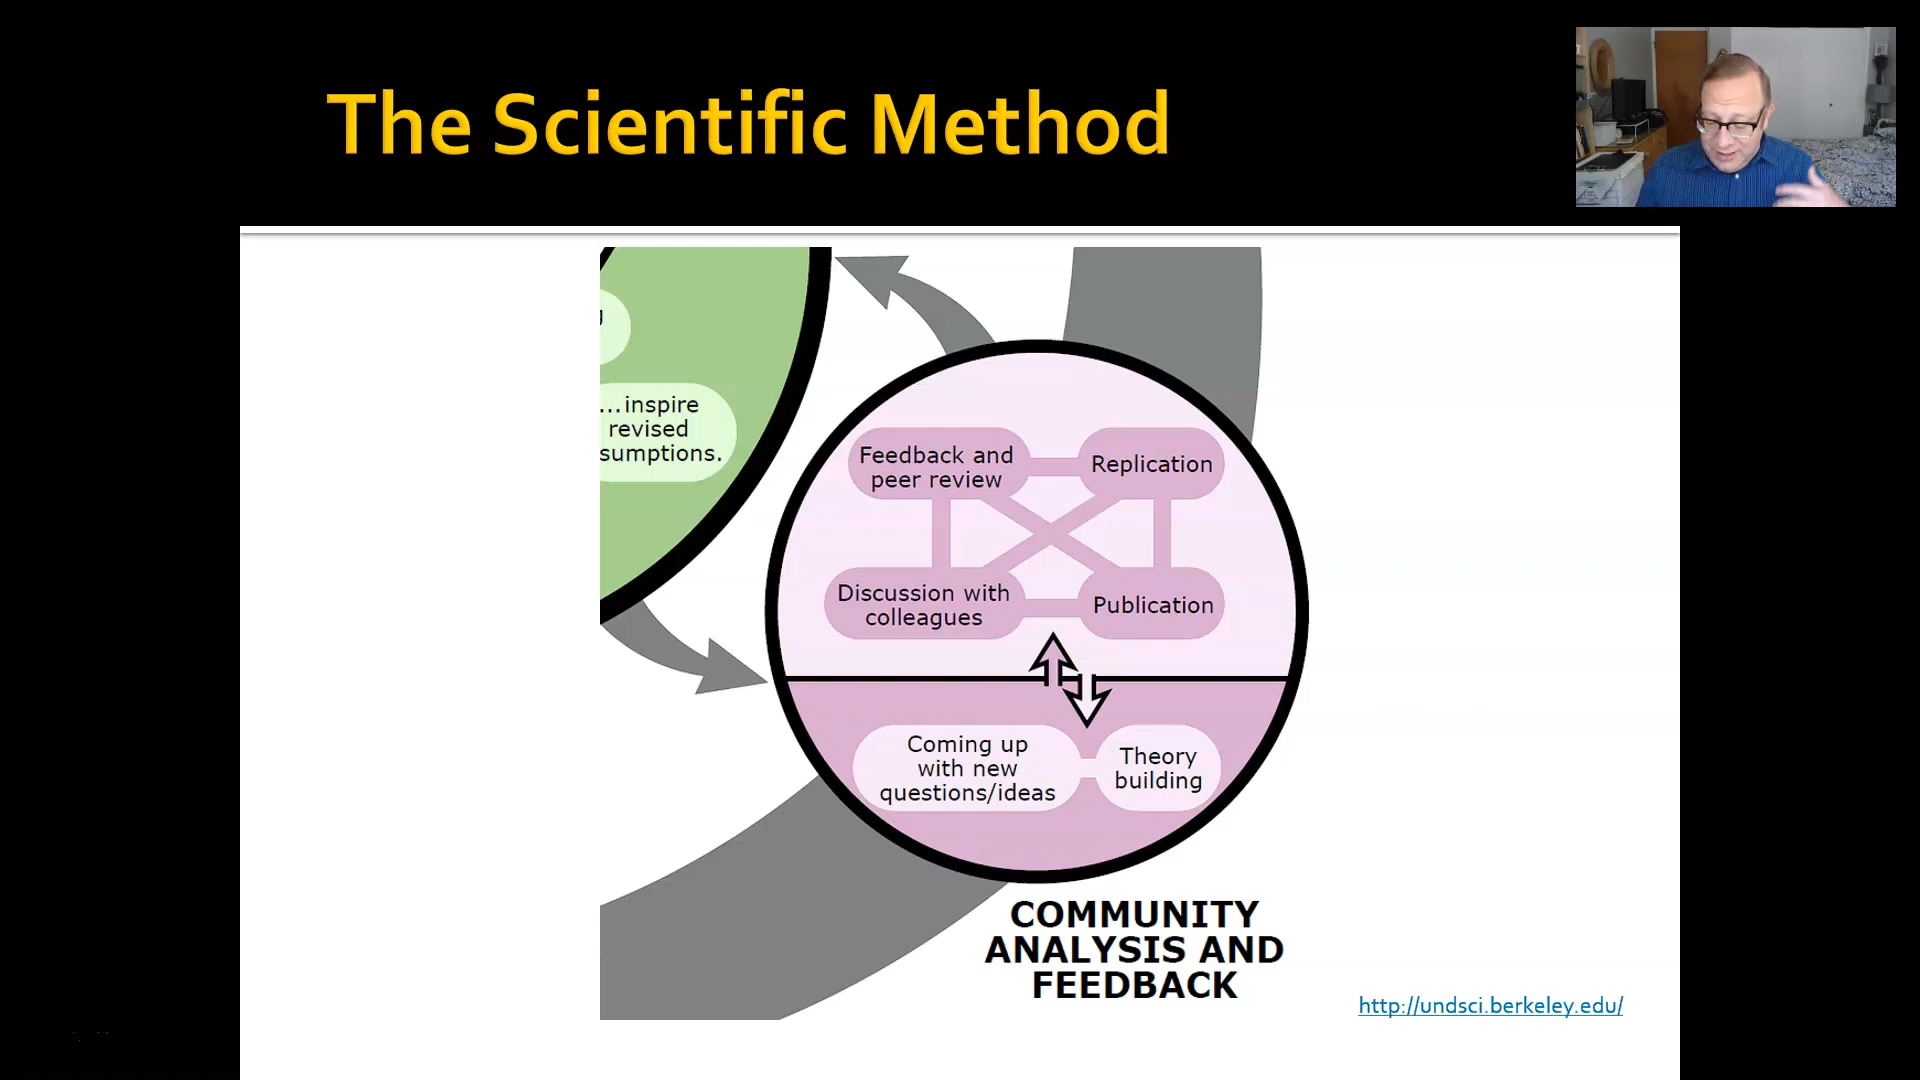 The Scientific Method
...inspire
revised
sumptions.
Feedback and
peer review
Replication
Discussion with
colleagues
Publication
Coming up
with new
questions/ideas
Theory
building
COMMUNITY
ANALYSIS AND
FEEDBACK
http://undsci.berkeley.edu/